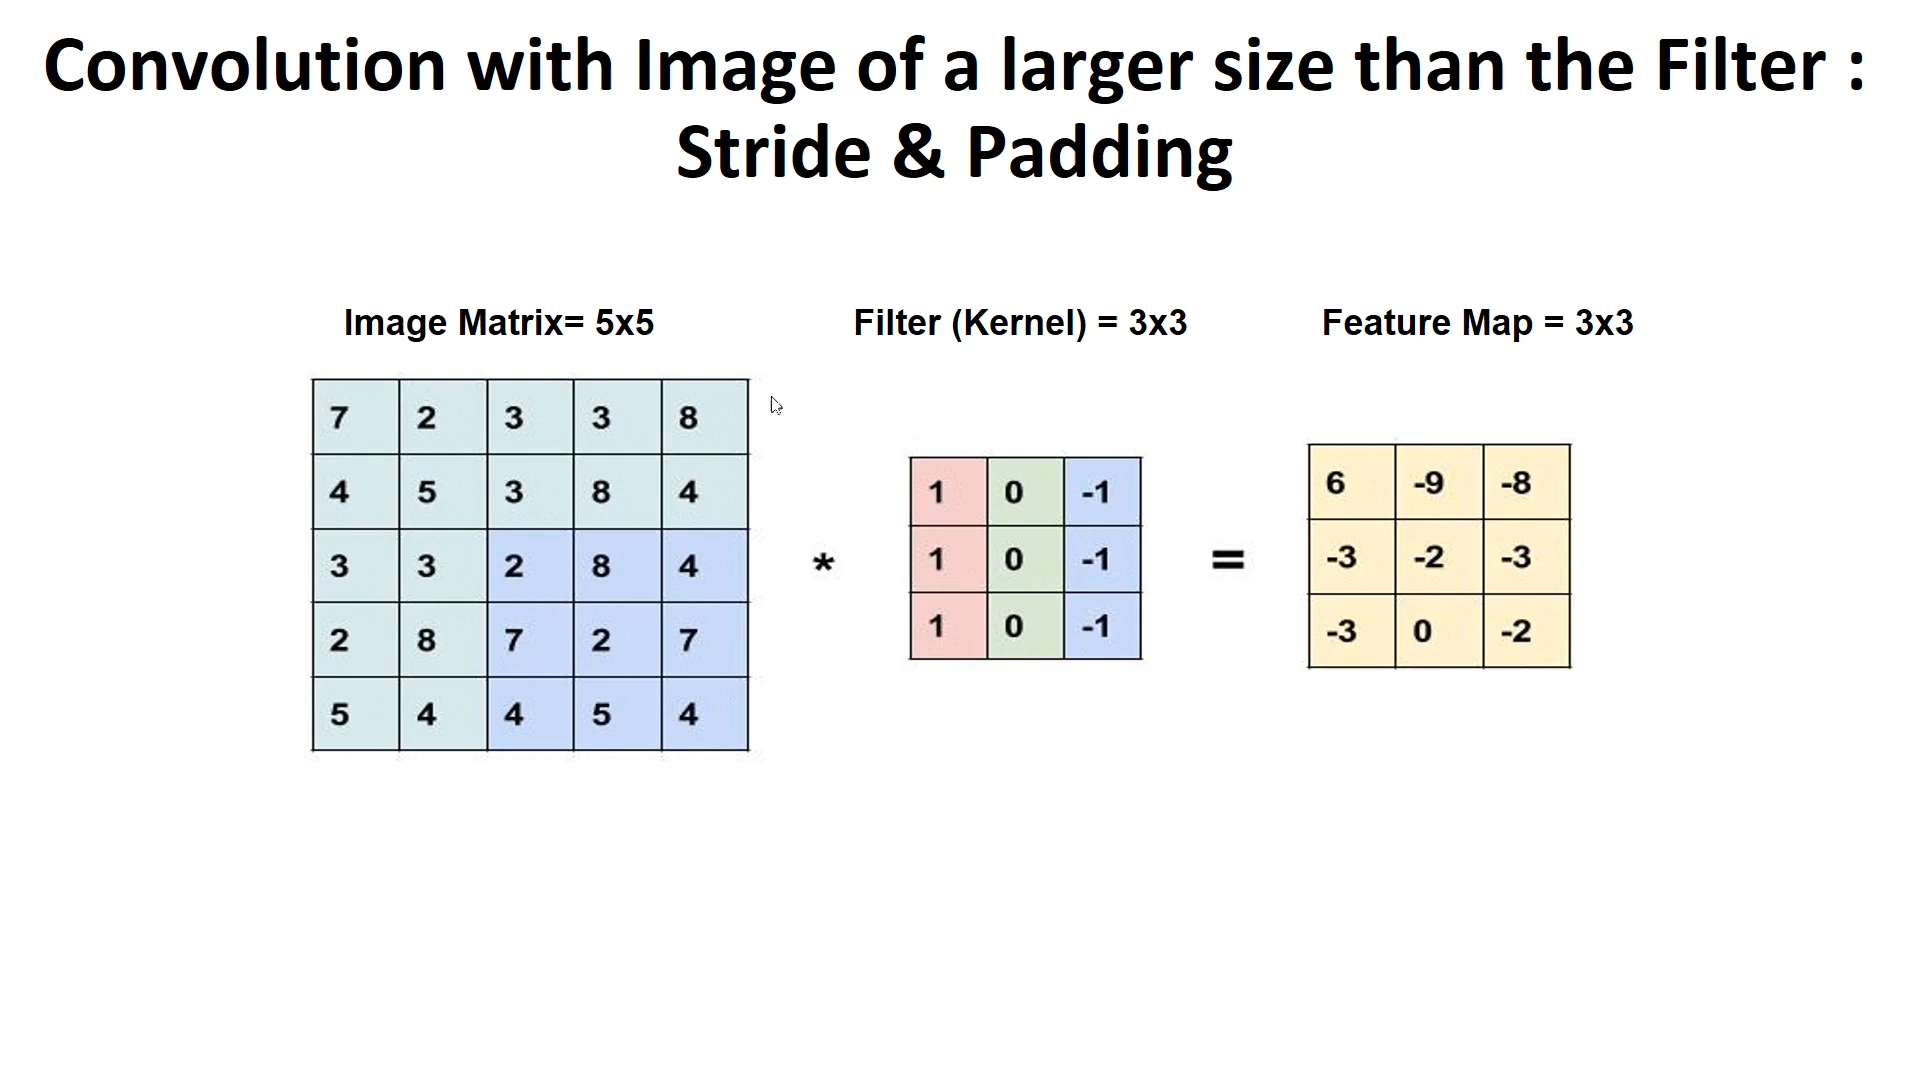 Convolution with Image of a larger size than the Filter :
Stride & Padding
Image Matrix= 5x5
Filter (Kernel) = 3x3
Feature Map = 3x3
7 2 3 3 8
4 5 3 8 4
3 3 2 8 4
2 8 7 2 7
5 4 4 5 4
*
1 0 -1
1 0 -1
1 0 -1
=
6 -9 -8
-3 -2 -3
-3 0 -2